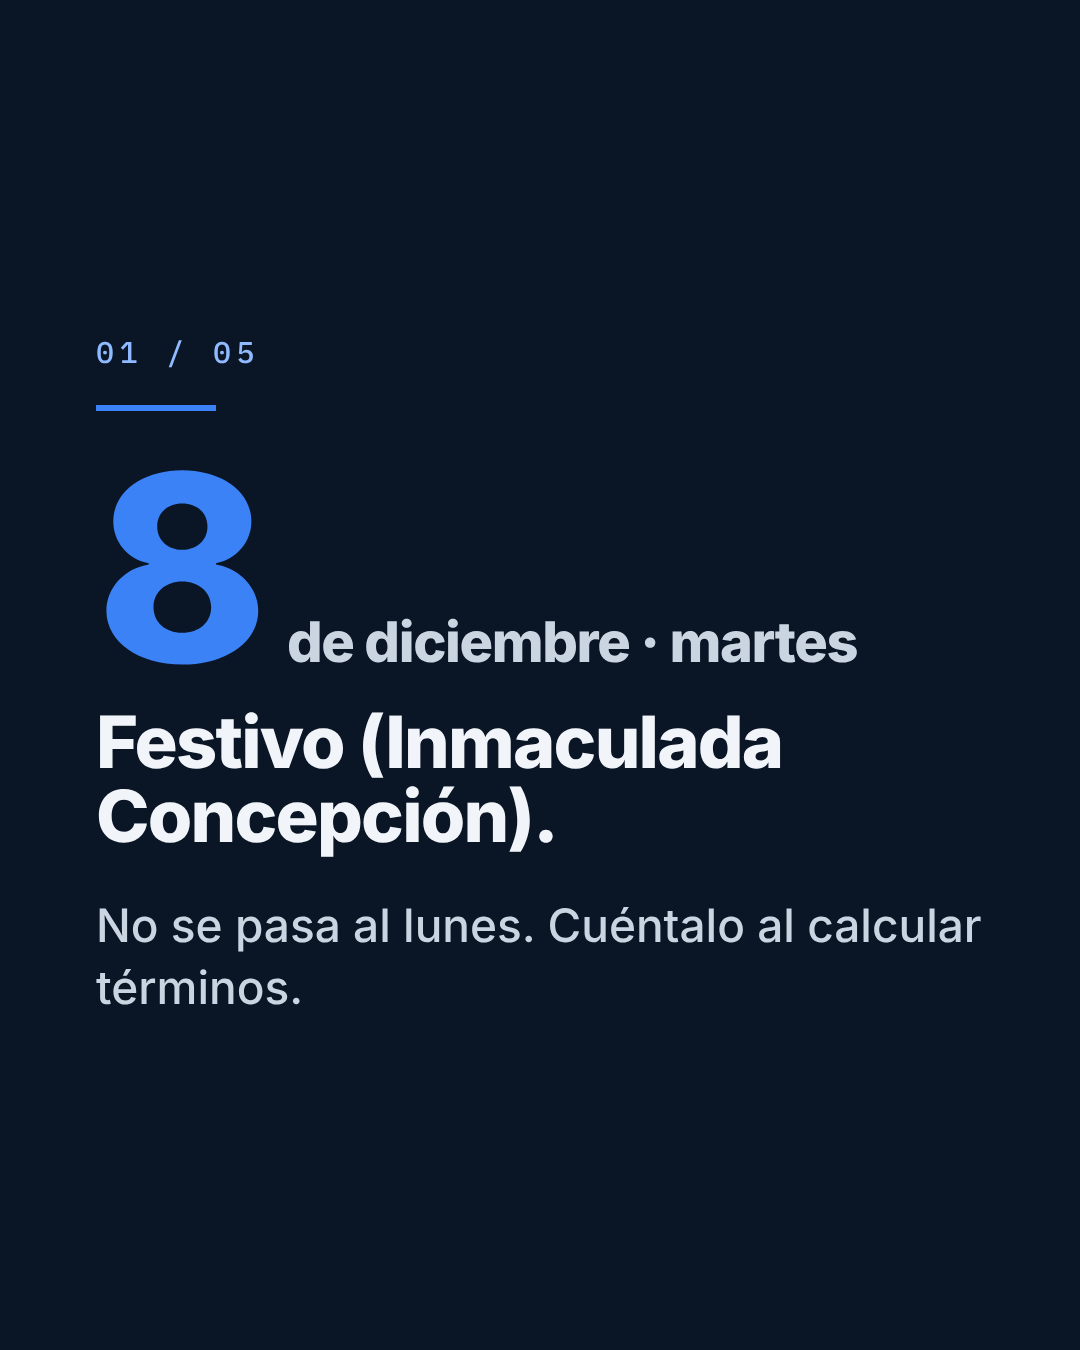 01 / 05
8 de diciembre · martes
Festivo (Inmaculada
Concepción).
No se pasa al lunes. Cuéntalo al calcular
términos.